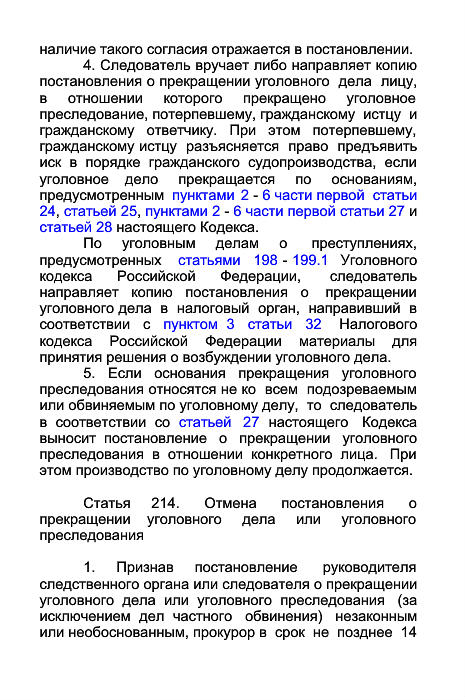 наличие такого согласия отражается в постановлении.
4. Следователь вручает либо направляет копию
постановления о прекращении уголовного дела лицу,
в отношении которого прекращено уголовное
преследование, потерпевшему, гражданскому истцу и
гражданскому ответчику. При этом потерпевшему,
гражданскому истцу разъясняется право предъявить
иск в порядке гражданского судопроизводства, если
уголовное дело прекращается по основаниям,
предусмотренным пунктами 2 - 6 части первой статьи
24, статьей 25, пунктами 2 - 6 части первой статьи 27 и
статьей 28 настоящего Кодекса.
По уголовным делам о преступлениях,
предусмотренных статьями 198 - 199.1 Уголовного
кодекса Российской Федерации, следователь
направляет копию постановления о прекращении
уголовного дела в налоговый орган, направивший в
соответствии с пунктом 3 статьи 32 Налогового
кодекса Российской Федерации материалы для
принятия решения о возбуждении уголовного дела.
5. Если основания прекращения уголовного
преследования относятся не ко всем подозреваемым
или обвиняемым по уголовному делу, то следователь
в соответствии со статьей 27 настоящего Кодекса
выносит постановление о прекращении уголовного
преследования в отношении конкретного лица. При
этом производство по уголовному делу продолжается.
Статья 214. Отмена постановления о
прекращении уголовного дела или уголовного
преследования
1. Признав постановление руководителя
следственного органа или следователя о прекращении
уголовного дела или уголовного преследования (за
исключением дел частного обвинения) незаконным
или необоснованным, прокурор в срок не позднее 14